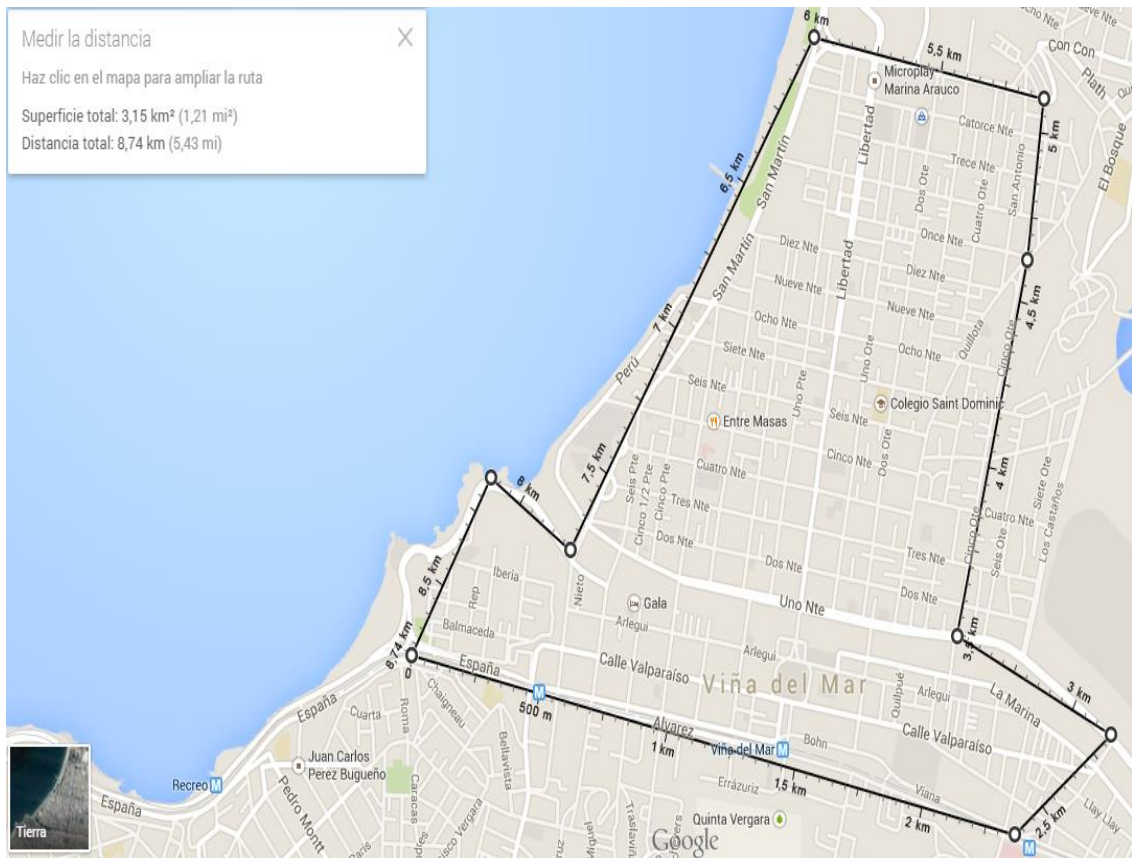 Medir la distancia
Haz clic en el mapa para ampliar la ruta
Superficie total: 3,15 km² (1,21 mi²)
Distancia total: 8,74 km (5,43 mi)
6 km
5,5 km
Con Con
Plath
Microplay
Marina Arauco
Libertad
Catorce Nte
5 km
El Bosque
6,5 km
San Martín
Trece Nte
Dos Ote
Cuatro Ote
San Antonio
Once Nte
Diez Nte
San Martín
Libertad
Diez Nte
Nueve Nte
Nueve Nte
4,5 km
7 km
Ocho Nte
Quillota
Cinco Ote
Perú
Siete Nte
Uno Ote
Ocho Nte
Seis Nte
Uno Pte
Colegio Saint Dominic
Entre Masas
Seis Nte
Dos Ote
Cinco Nte
7,5 km
Seis Pte
Cinco 1/2 Pte
Cinco Pte
Cuatro Nte
4 km
Siete Ote
8 km
Tres Nte
Cuatro Nte
Cinco Ote
Seis Ote
Los Castaños
Dos Nte
Dos Nte
Tres Nte
8,5 km
Iberia
Nieto
Dos Nte
Rep
Gala
Uno Nte
Balmaceda
Arlegui
3,5 km
8,74 km
0
España
Calle Valparaíso
Arlegui
Viña del Mar
Quilpué
Arlegui
La Marina
3 km
España
Cuarta
Roma
Chaigneau
M
500 m
Alvarez
1 km
Viña del Mar
M
Bohn
Calle Valparaíso
Bellavista
Juan Carlos
Perez Bugueño
Recreo
M
España
Pedro Montt
Caracas
1,5 km
Errázuriz
Viana
2 km
2,5 km
Llay Llay
Quinta Vergara
Google
M
Tierra